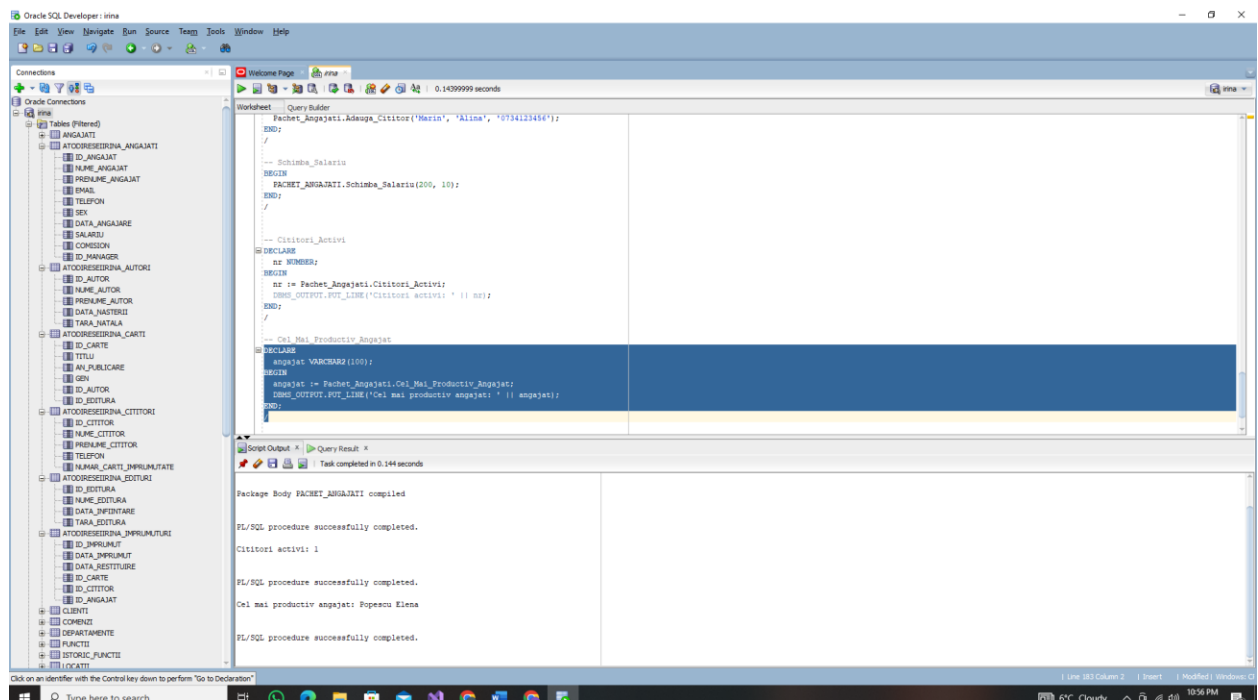 Oracle SQL Developer : irina
File Edit View Navigate Run Source Team Tools Window Help
Connections
Oracle Connections
irina
Tables (Filtered)
ANGAJATI
ATODIRESEIIRINA_ANGAJATI
ID_ANGAJAT
NUME_ANGAJAT
PRENUME_ANGAJAT
EMAIL
TELEFON
SEX
DATA_ANGAJARE
SALARIU
COMISION
ID_MANAGER
ATODIRESEIIRINA_AUTORI
ID_AUTOR
NUME_AUTOR
PRENUME_AUTOR
DATA_NASTERII
TARA_NATALA
ATODIRESEIIRINA_CARTI
ID_CARTE
TITLU
AN_PUBLICARE
GEN
ID_AUTOR
ID_EDITURA
ATODIRESEIIRINA_CITITORI
ID_CITITOR
NUME_CITITOR
PRENUME_CITITOR
TELEFON
NUMAR_CARTI_IMPRUMUTATE
ATODIRESEIIRINA_EDITURI
ID_EDITURA
NUME_EDITURA
DATA_INFIINTARE
TARA_EDITURA
ATODIRESEIIRINA_IMPRUMUTURI
ID_IMPRUMUT
DATA_IMPRUMUT
DATA_RESTITUIRE
ID_CARTE
ID_CITITOR
ID_ANGAJAT
CLIENTI
COMENZI
DEPARTAMENTE
FUNCTII
ISTORIC_FUNCTII
LOCATII
Welcome Page irina
0.14399999 seconds
irina
Worksheet Query Builder
Pachet_Angajati.Adauga_Cititor('Marin', 'Alina', '0734123456');
END;
/
-- Schimba_Salariu
BEGIN
PACHET_ANGAJATI.Schimba_Salariu(200, 10);
END;
/
-- Cititori_Activi
DECLARE
nr NUMBER;
BEGIN
nr := Pachet_Angajati.Cititori_Activi;
DBMS_OUTPUT.PUT_LINE('Cititori activi: ' || nr);
END;
/
-- Cel_Mai_Productiv_Angajat
DECLARE
angajat VARCHAR2(100);
BEGIN
angajat := Pachet_Angajati.Cel_Mai_Productiv_Angajat;
DBMS_OUTPUT.PUT_LINE('Cel mai productiv angajat: ' || angajat);
END;
/
Script Output Query Result
Task completed in 0.144 seconds
Package Body PACHET_ANGAJATI compiled
PL/SQL procedure successfully completed.
Cititori activi: 1
PL/SQL procedure successfully completed.
Cel mai productiv angajat: Popescu Elena
PL/SQL procedure successfully completed.
Click on an identifier with the Control key down to perform "Go to Declaration"
Line 183 Column 2 Insert Modified Windows: C
Type here to search
6°C Cloudy
10:56 PM